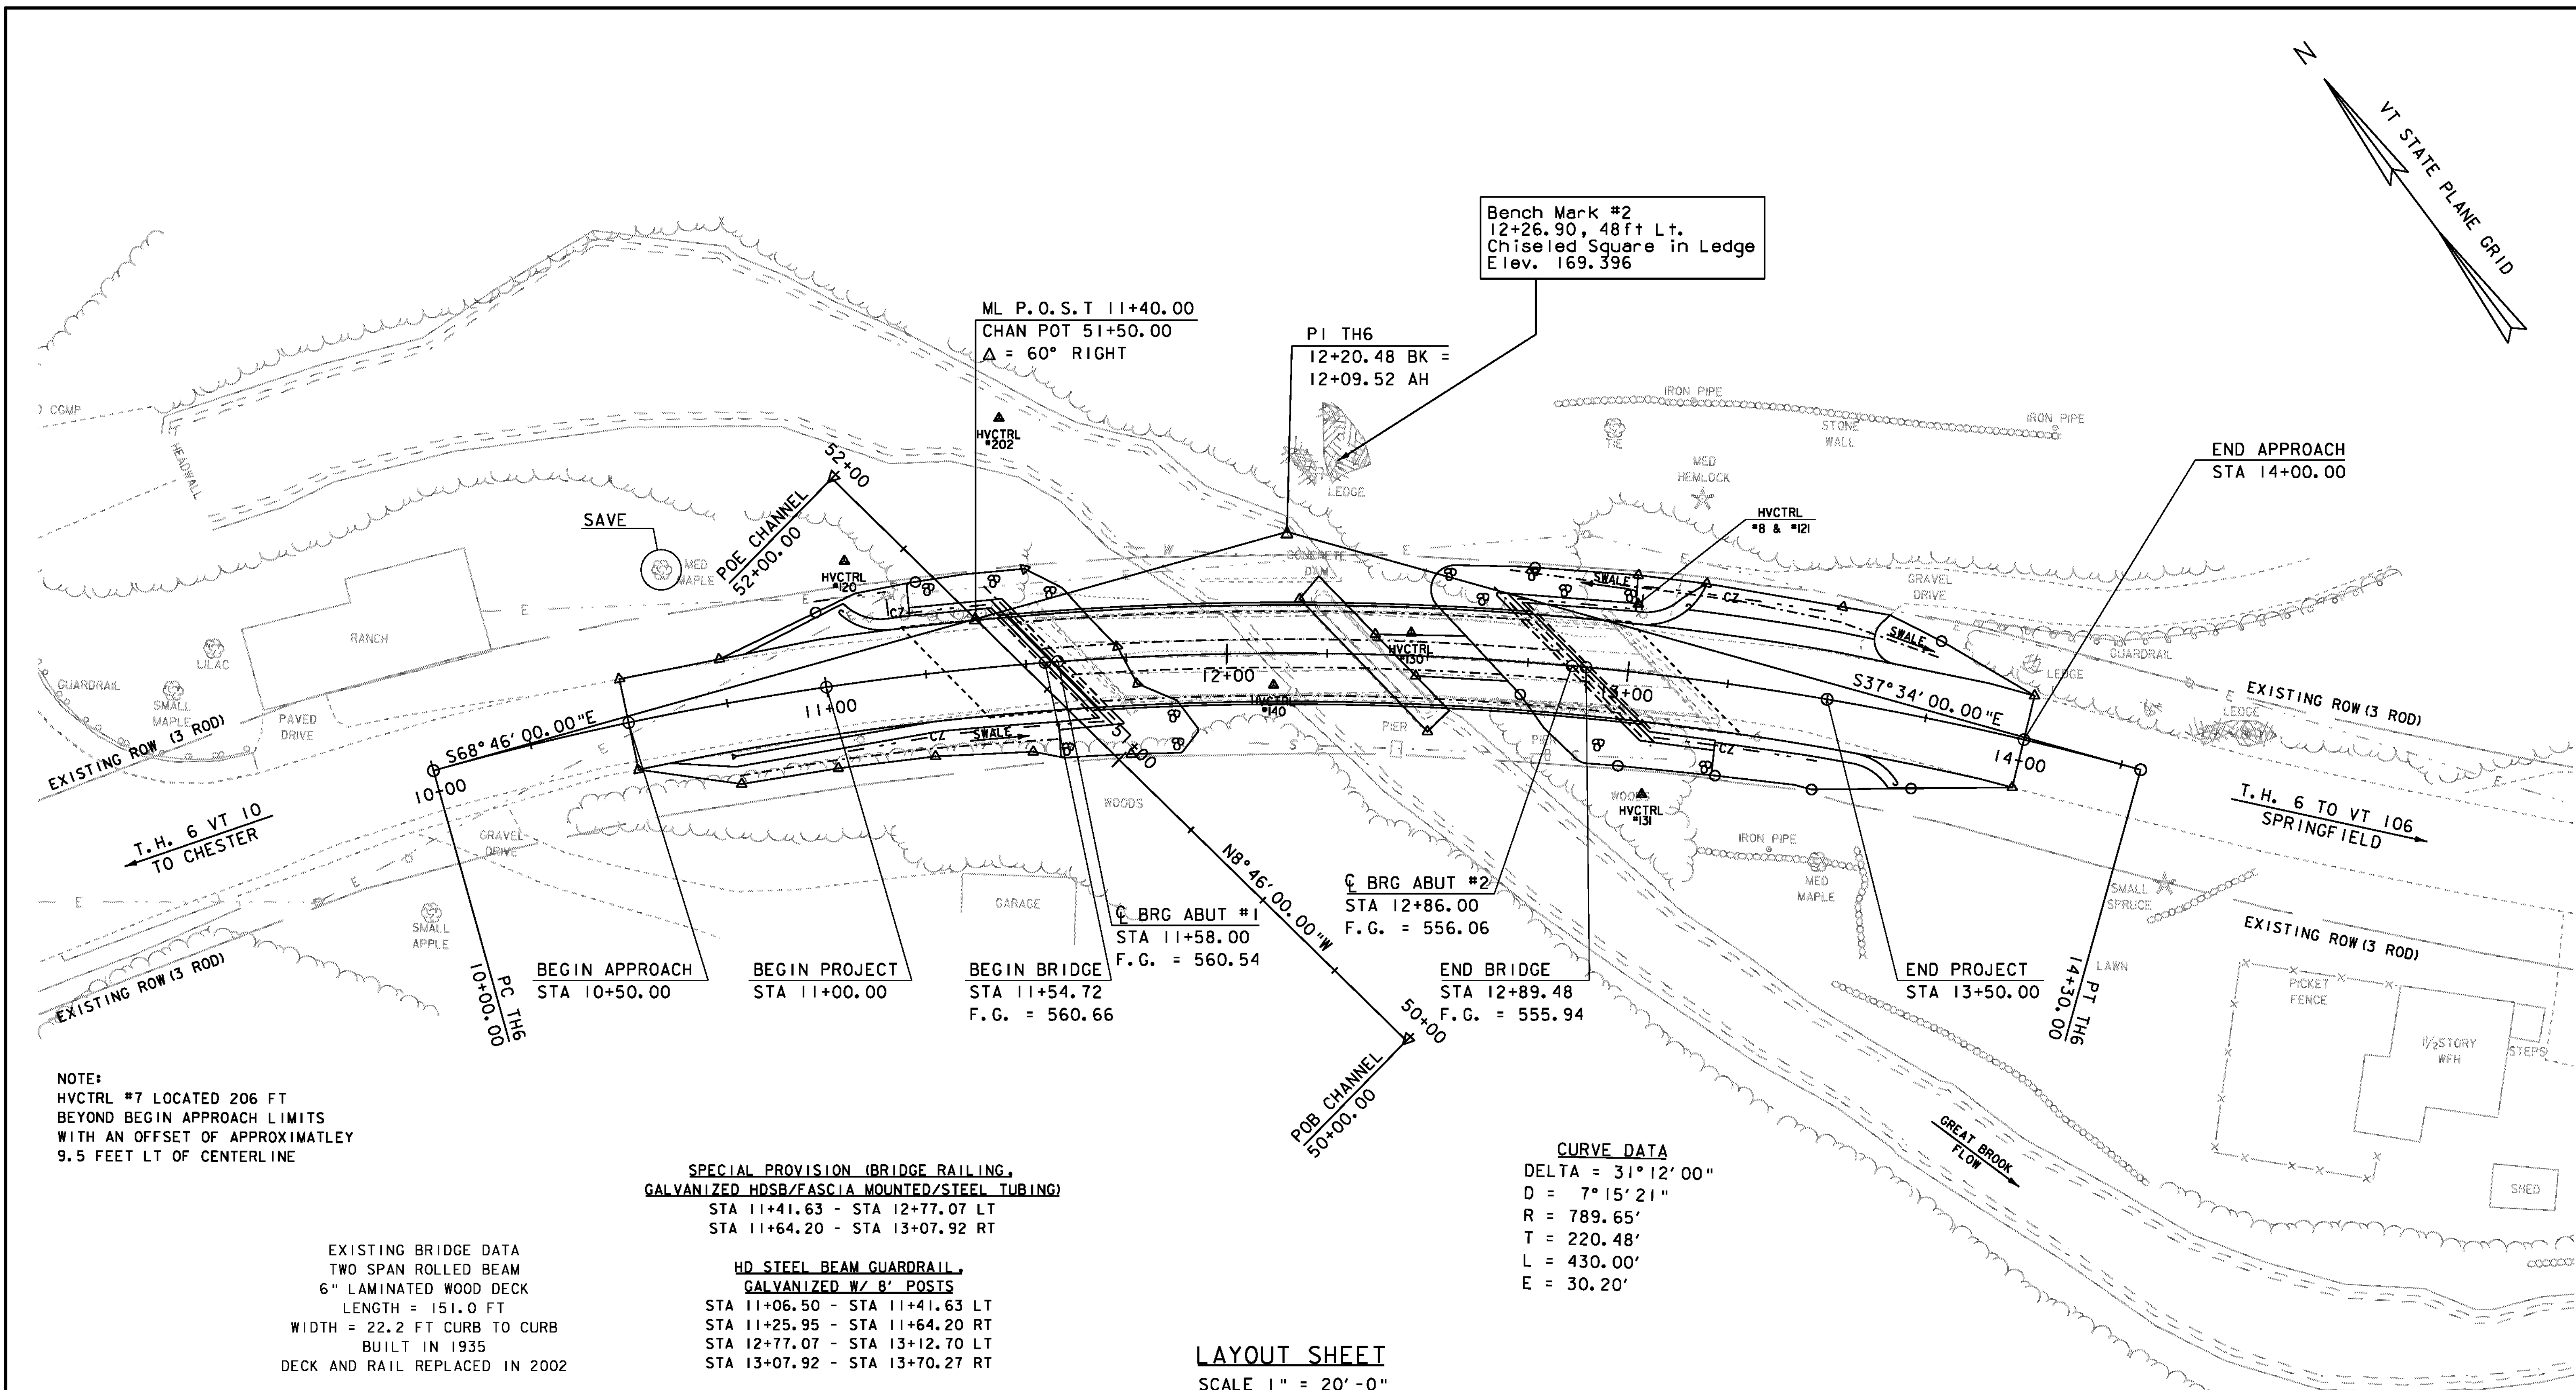 N
VT STATE PLANE GRID
Bench Mark #2
12+26.90, 48ft Lt.
Chiseled Square in Ledge
Elev. 169.396
ML P.O.S.T 11+40.00
CHAN POT 51+50.00
Δ = 60° RIGHT
PI TH6
12+20.48 BK =
12+09.52 AH
CGMP
HEADWALL
HVCTRL
#202
52+00
POE CHANNEL
52+00.00
SAVE
MED
MAPLE
HVCTRL
#120
LEDGE
IRON PIPE
IRON PIPE
TIE
STONE
WALL
MED
HEMLOCK
HVCTRL
#8 & #121
END APPROACH
STA 14+00.00
W
E
E
E
E
CONCRETE
DAM
SWALE
CZ
GRAVEL
DRIVE
SWALE
E
LEDGE
GUARDRAIL
RANCH
E
CZ
LILAC
GUARDRAIL
SMALL
MAPLE
PAVED
DRIVE
EXISTING ROW (3 ROD)
S68°46'00.00"E
10+00
11+00
12+00
13+00
14+00
HVCTRL
#130
HVCTRL
#140
S37°34'00.00"E
EXISTING ROW (3 ROD)
E
LEDGE
E
CZ
SWALE
51+00
PIER
PIER
S
CZ
WOODS
WOODS
HVCTRL
#131
T.H. 6 VT 10
TO CHESTER
T.H. 6 TO VT 106
SPRINGFIELD
GRAVEL
DRIVE
E
E
E
SMALL
APPLE
GARAGE
N8°46'00.00"W
IRON PIPE
MED
MAPLE
SMALL
SPRUCE
EXISTING ROW (3 ROD)
EXISTING ROW (3 ROD)
LAWN
PC TH6
10+00.00
BEGIN APPROACH
STA 10+50.00
BEGIN PROJECT
STA 11+00.00
BEGIN BRIDGE
STA 11+54.72
F.G. = 560.66
℄ BRG ABUT #1
STA 11+58.00
F.G. = 560.54
℄ BRG ABUT #2
STA 12+86.00
F.G. = 556.06
END BRIDGE
STA 12+89.48
F.G. = 555.94
END PROJECT
STA 13+50.00
PT TH6
14+30.00
PICKET
FENCE
1½STORY
WFH
STEPS
SHED
50+00
POB CHANNEL
50+00.00
GREAT BROOK
FLOW
NOTE:
HVCTRL #7 LOCATED 206 FT
BEYOND BEGIN APPROACH LIMITS
WITH AN OFFSET OF APPROXIMATLEY
9.5 FEET LT OF CENTERLINE
SPECIAL PROVISION (BRIDGE RAILING,
GALVANIZED HDSB/FASCIA MOUNTED/STEEL TUBING)
STA 11+41.63 - STA 12+77.07 LT
STA 11+64.20 - STA 13+07.92 RT
EXISTING BRIDGE DATA
TWO SPAN ROLLED BEAM
6" LAMINATED WOOD DECK
LENGTH = 151.0 FT
WIDTH = 22.2 FT CURB TO CURB
BUILT IN 1935
DECK AND RAIL REPLACED IN 2002
HD STEEL BEAM GUARDRAIL,
GALVANIZED W/ 8' POSTS
STA 11+06.50 - STA 11+41.63 LT
STA 11+25.95 - STA 11+64.20 RT
STA 12+77.07 - STA 13+12.70 LT
STA 13+07.92 - STA 13+70.27 RT
CURVE DATA
DELTA = 31°12'00"
D = 7°15'21"
R = 789.65'
T = 220.48'
L = 430.00'
E = 30.20'
LAYOUT SHEET
SCALE 1" = 20'-0"